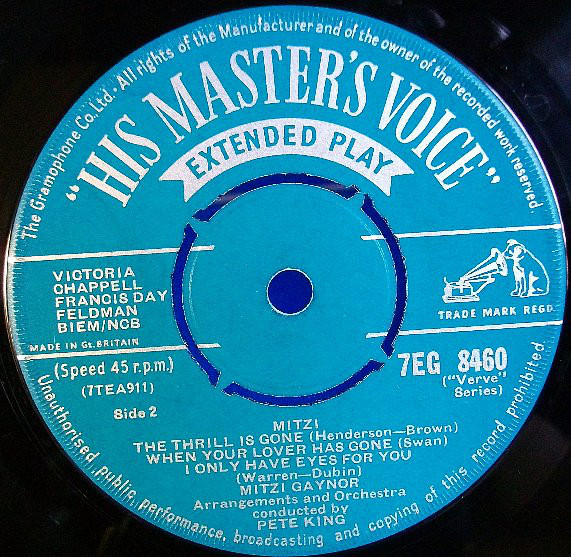 The Gramophone Co. Ltd. · All rights of the Manufacturer and of the owner of the recorded work reserved.
"HIS MASTER'S VOICE"
EXTENDED PLAY
VICTORIA
CHAPPELL
FRANCIS DAY
FELDMAN
BIEM/NCB
MADE IN Gt. BRITAIN
TRADE MARK REGD.
(Speed 45 r.p.m.)
(7TEA911)
Side 2
7EG 8460
("Verve"
Series)
MITZI
THE THRILL IS GONE (Henderson—Brown)
WHEN YOUR LOVER HAS GONE (Swan)
I ONLY HAVE EYES FOR YOU
(Warren—Dubin)
MITZI GAYNOR
Arrangements and Orchestra
conducted by
PETE KING
Unauthorised public performance, broadcasting and copying of this record prohibited.